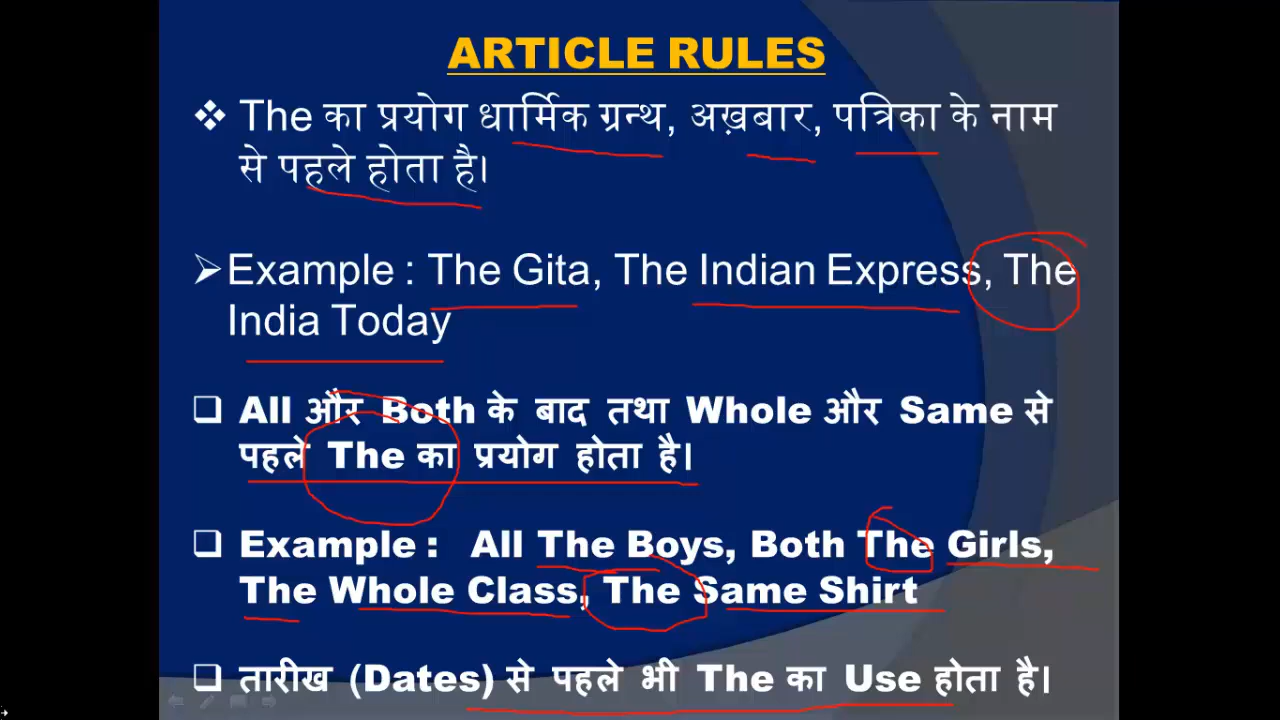 ARTICLE RULES
❖ The का प्रयोग धार्मिक ग्रन्थ, अख़बार, पत्रिका के नाम
से पहले होता है।
➢ Example : The Gita, The Indian Express, The
India Today
❑ All और Both के बाद तथा Whole और Same से
पहले The का प्रयोग होता है।
❑ Example : All The Boys, Both The Girls,
The Whole Class, The Same Shirt
❑ तारीख (Dates) से पहले भी The का Use होता है।